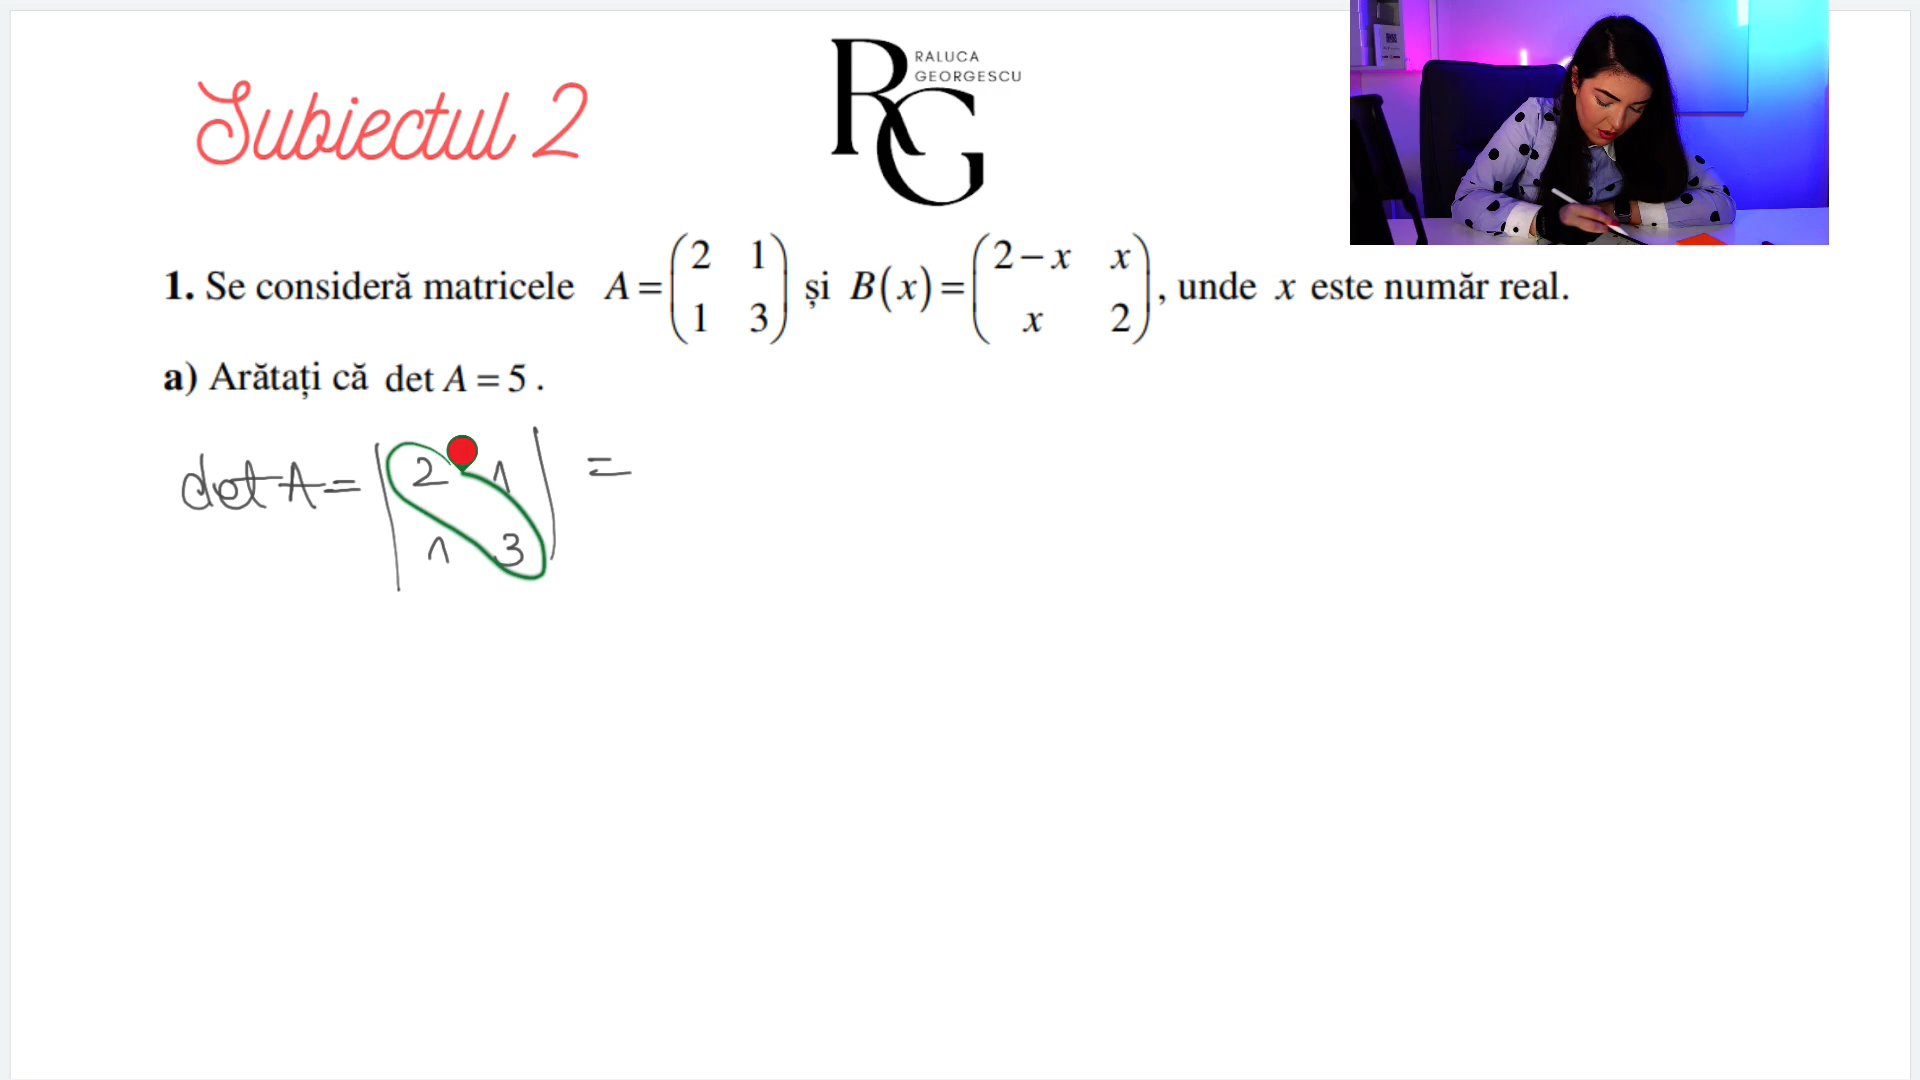 Subiectul 2
RG
RALUCA
GEORGESCU
1. Se consideră matricele A = (2 1 1 3) și B(x) = (2−x x x 2), unde x este număr real.
a) Arătați că det A = 5.
det A = |2 1 1 3| =